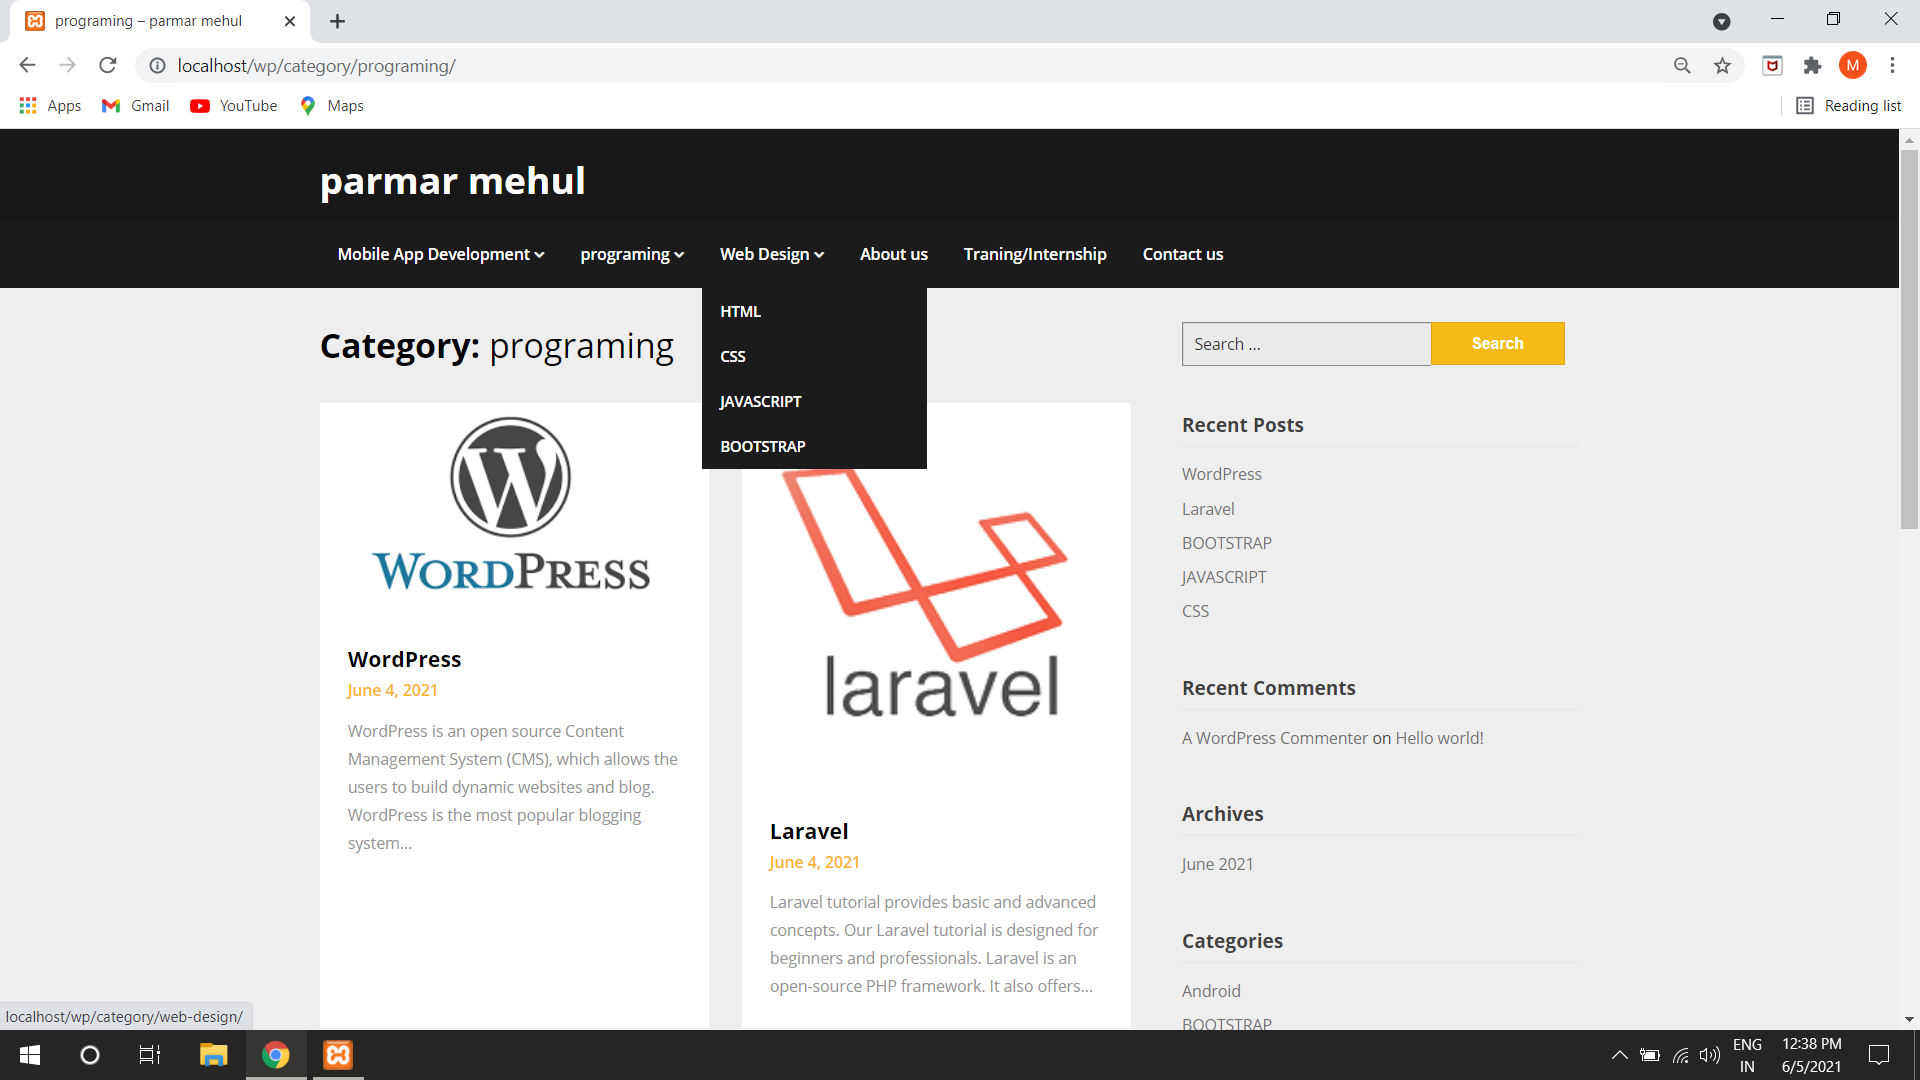 programing – parmar mehul
localhost/wp/category/programing/
M
Apps Gmail YouTube Maps Reading list
parmar mehul
Mobile App Development programing Web Design About us Traning/Internship Contact us
HTML
CSS
JAVASCRIPT
BOOTSTRAP
Category: programing
WORDPRESS
WordPress
June 4, 2021
WordPress is an open source Content
Management System (CMS), which allows the
users to build dynamic websites and blog.
WordPress is the most popular blogging
system...
laravel
Laravel
June 4, 2021
Laravel tutorial provides basic and advanced
concepts. Our Laravel tutorial is designed for
beginners and professionals. Laravel is an
open-source PHP framework. It also offers...
Search ... Search
Recent Posts
WordPress
Laravel
BOOTSTRAP
JAVASCRIPT
CSS
Recent Comments
A WordPress Commenter on Hello world!
Archives
June 2021
Categories
Android
BOOTSTRAP
localhost/wp/category/web-design/
ENG
IN
12:38 PM
6/5/2021